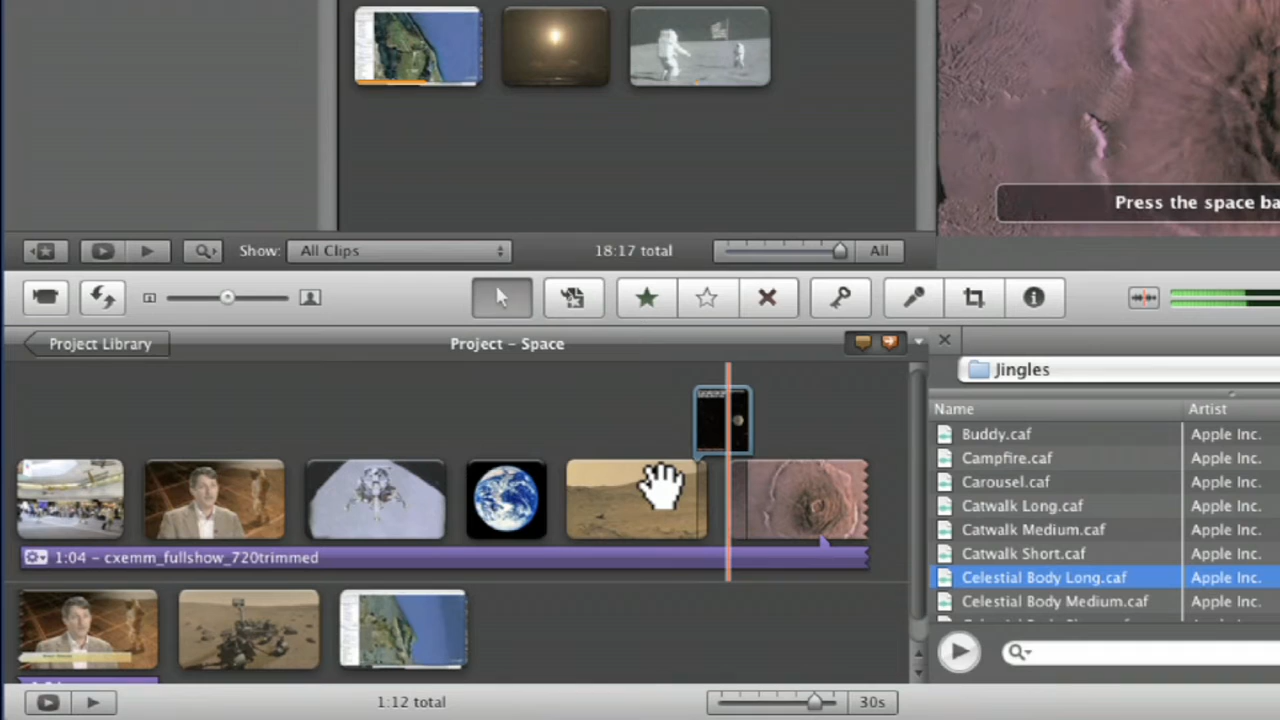 Press the space ba
Show: All Clips 18:17 total All
Project Library
Project – Space
Jingles
Name Artist
Buddy.caf Apple Inc.
Campfire.caf Apple Inc.
Carousel.caf Apple Inc.
Catwalk Long.caf Apple Inc.
Catwalk Medium.caf Apple Inc.
Catwalk Short.caf Apple Inc.
Celestial Body Long.caf Apple Inc.
Celestial Body Medium.caf Apple Inc.
1:04 – cxemm_fullshow_720trimmed
1:12 total 30s